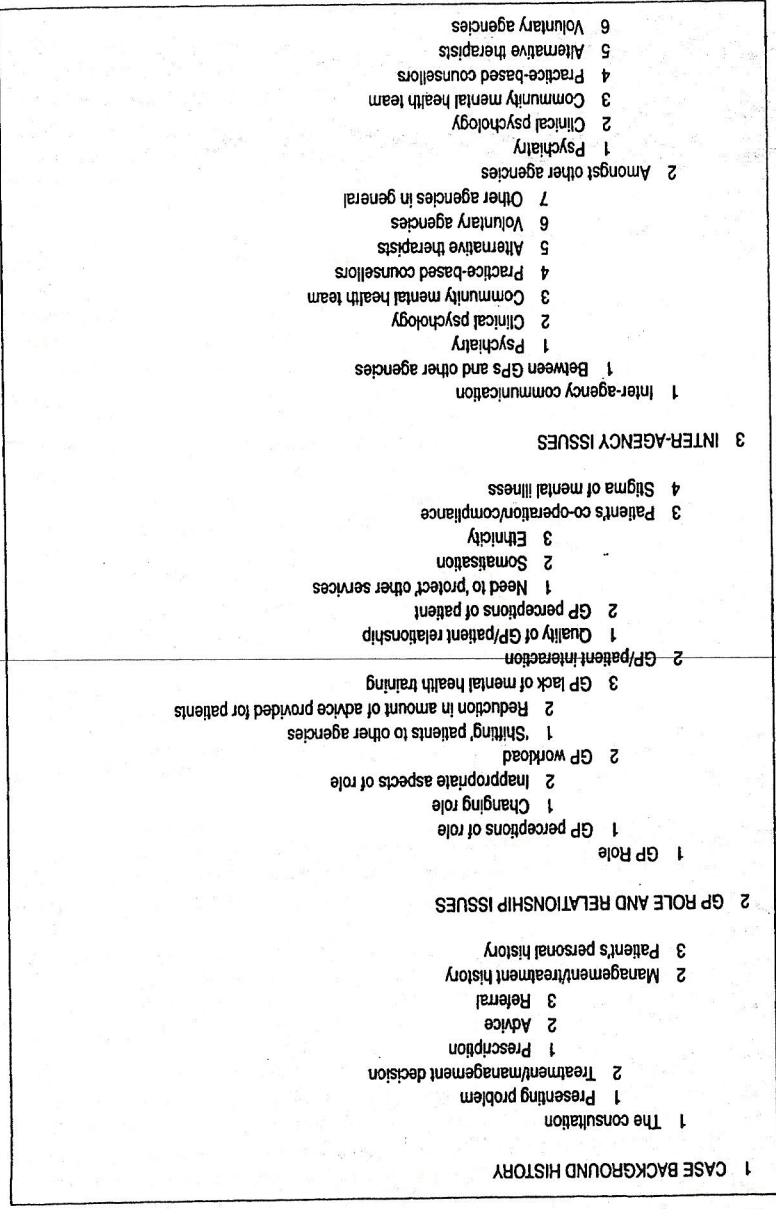 1 CASE BACKGROUND HISTORY
1 The consultation
1 Presenting problem
2 Treatment/management decision
1 Prescription
2 Advice
3 Referral
2 Management/treatment history
3 Patient's personal history
2 GP ROLE AND RELATIONSHIP ISSUES
1 GP Role
1 GP perceptions of role
1 Changing role
2 Inappropriate aspects of role
2 GP workload
1 'Shifting' patients to other agencies
2 Reduction in amount of advice provided for patients
3 GP lack of mental health training
2 GP/patient interaction
1 Quality of GP/patient relationship
2 GP perceptions of patient
1 Need to 'protect' other services
2 Somatisation
3 Ethnicity
3 Patient's co-operation/compliance
4 Stigma of mental illness
3 INTER-AGENCY ISSUES
1 Inter-agency communication
1 Between GPs and other agencies
1 Psychiatry
2 Clinical psychology
3 Community mental health team
4 Practice-based counsellors
5 Alternative therapists
6 Voluntary agencies
7 Other agencies in general
2 Amongst other agencies
1 Psychiatry
2 Clinical psychology
3 Community mental health team
4 Practice-based counsellors
5 Alternative therapists
6 Voluntary agencies